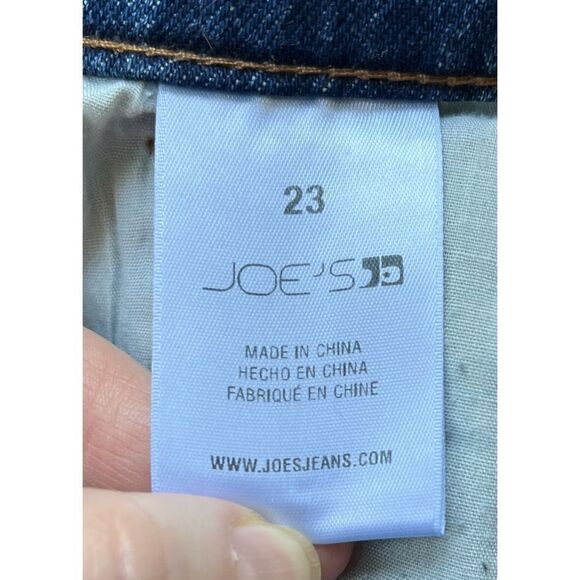 23
JOE'S
MADE IN CHINA
HECHO EN CHINA
FABRIQUÉ EN CHINE
WWW.JOESJEANS.COM